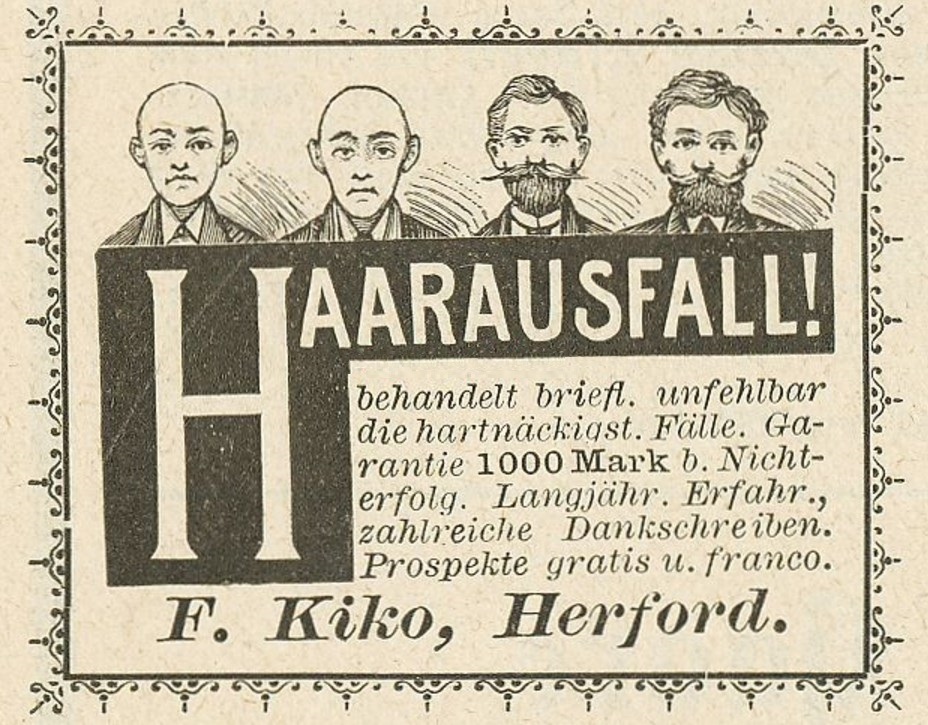 HAARAUSFALL!
behandelt briefl. unfehlbar
die hartnäckigst. Fälle. Ga-
rantie 1000 Mark b. Nicht-
erfolg. Langjähr. Erfahr.,
zahlreiche Dankschreiben.
Prospekte gratis u. franco.
F. Kiko, Herford.